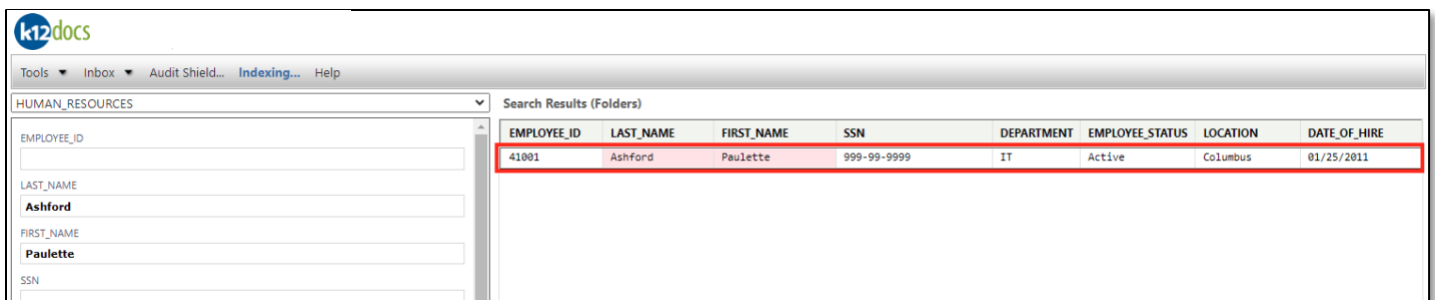 k12docs
Tools Inbox Audit Shield... Indexing... Help
HUMAN_RESOURCES
EMPLOYEE_ID
LAST_NAME
Ashford
FIRST_NAME
Paulette
SSN
Search Results (Folders)
EMPLOYEE_ID LAST_NAME FIRST_NAME SSN DEPARTMENT EMPLOYEE_STATUS LOCATION DATE_OF_HIRE
41001 Ashford Paulette 999-99-9999 IT Active Columbus 01/25/2011